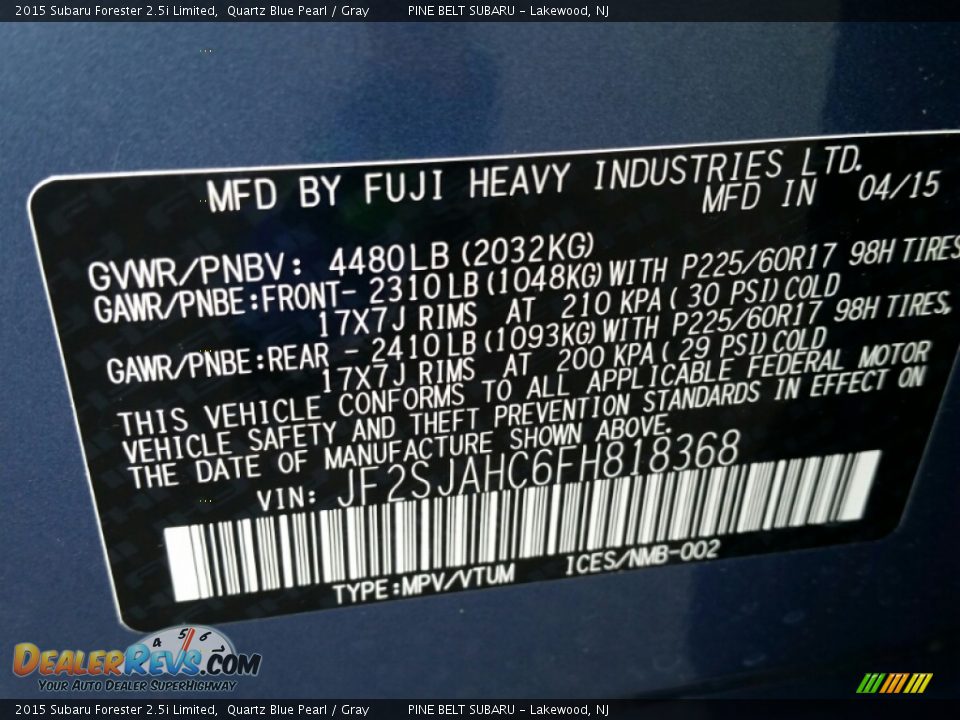 2015 Subaru Forester 2.5i Limited, Quartz Blue Pearl / Gray PINE BELT SUBARU - Lakewood, NJ
MFD BY FUJI HEAVY INDUSTRIES LTD.
MFD IN 04/15
GVWR/PNBV: 4480LB (2032KG)
GAWR/PNBE:FRONT- 2310LB (1048KG) WITH P225/60R17 98H TIRES
17X7J RIMS AT 210 KPA ( 30 PSI) COLD
GAWR/PNBE:REAR - 2410LB (1093KG) WITH P225/60R17 98H TIRES,
17X7J RIMS AT 200 KPA ( 29 PSI) COLD
THIS VEHICLE CONFORMS TO ALL APPLICABLE FEDERAL MOTOR
VEHICLE SAFETY AND THEFT PREVENTION STANDARDS IN EFFECT ON
THE DATE OF MANUFACTURE SHOWN ABOVE.
VIN: JF2SJAHC6FH818368
TYPE:MPV/VTUM ICES/NMB-002
4 5 6 7
DEALERREVS.COM
YOUR AUTO DEALER SUPERHIGHWAY
2015 Subaru Forester 2.5i Limited, Quartz Blue Pearl / Gray PINE BELT SUBARU - Lakewood, NJ